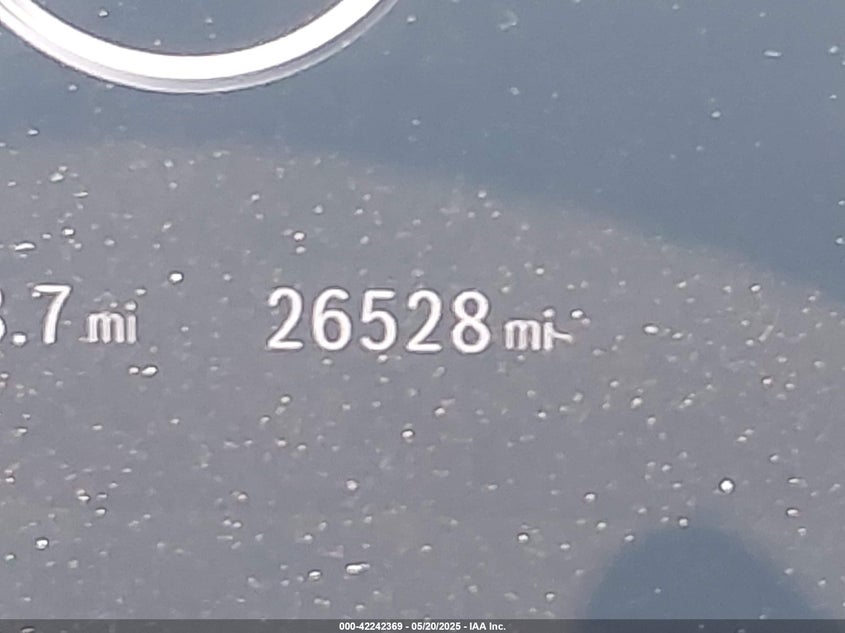 .7 mi 26528 mi
000-42242369 - 05/20/2025 - IAA Inc.